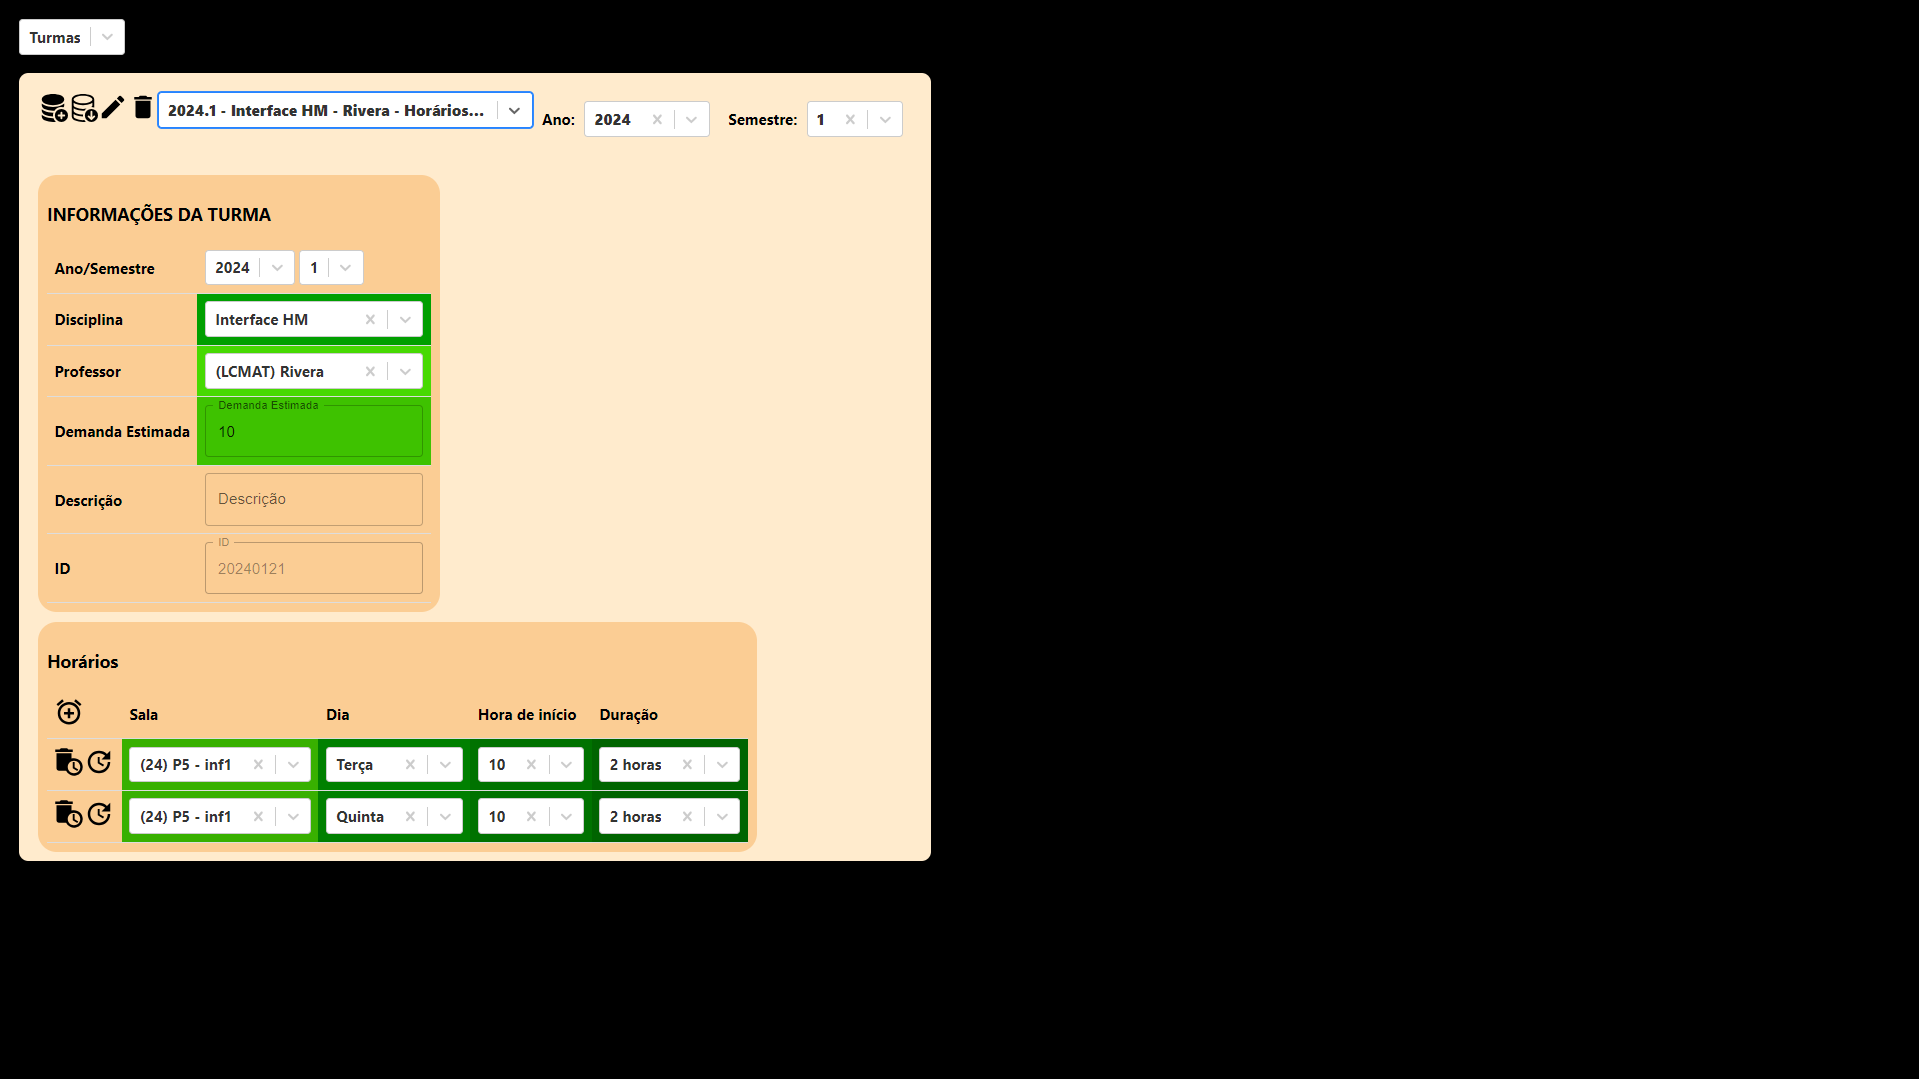 Turmas
2024.1 - Interface HM - Rivera - Horários...
Ano: 2024 Semestre: 1
INFORMAÇÕES DA TURMA
Ano/Semestre 2024 1
Disciplina Interface HM
Professor (LCMAT) Rivera
Demanda Estimada
Demanda Estimada 10
Descrição Descrição
ID
ID 20240121
Horários
Sala Dia Hora de início Duração
(24) P5 - inf1 Terça 10 2 horas
(24) P5 - inf1 Quinta 10 2 horas